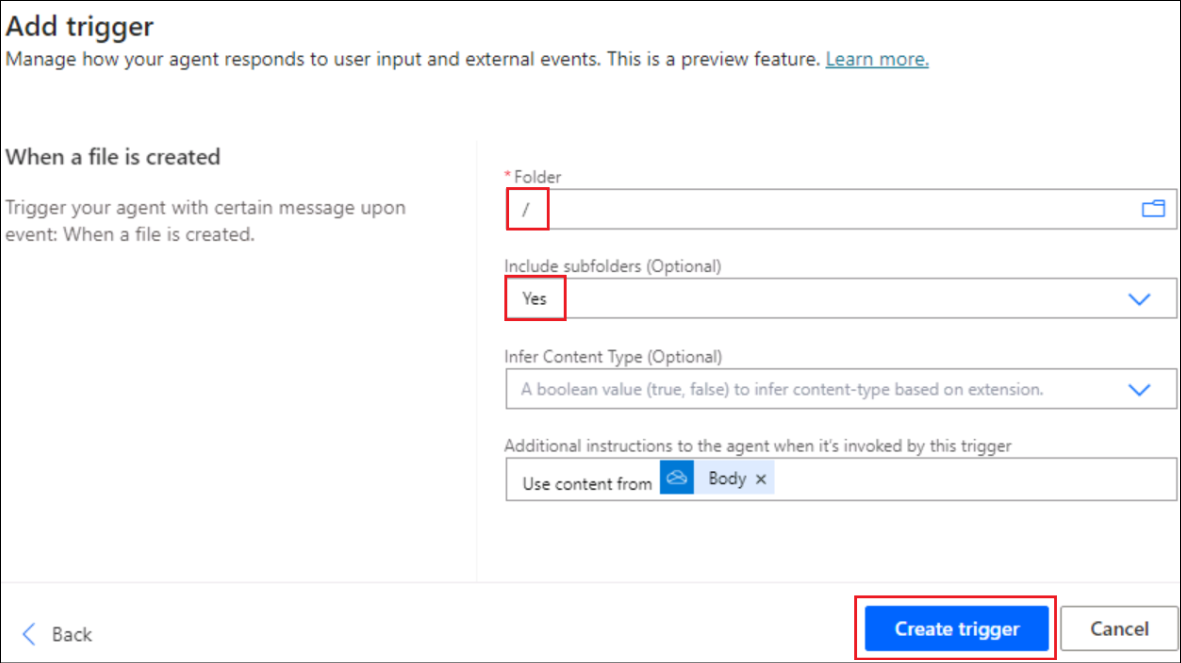 Add trigger
Manage how your agent responds to user input and external events. This is a preview feature. Learn more.
When a file is created
Trigger your agent with certain message upon
event: When a file is created.
* Folder
/
Include subfolders (Optional)
Yes
Infer Content Type (Optional)
A boolean value (true, false) to infer content-type based on extension.
Additional instructions to the agent when it's invoked by this trigger
Use content from Body ×
Back
Create trigger
Cancel